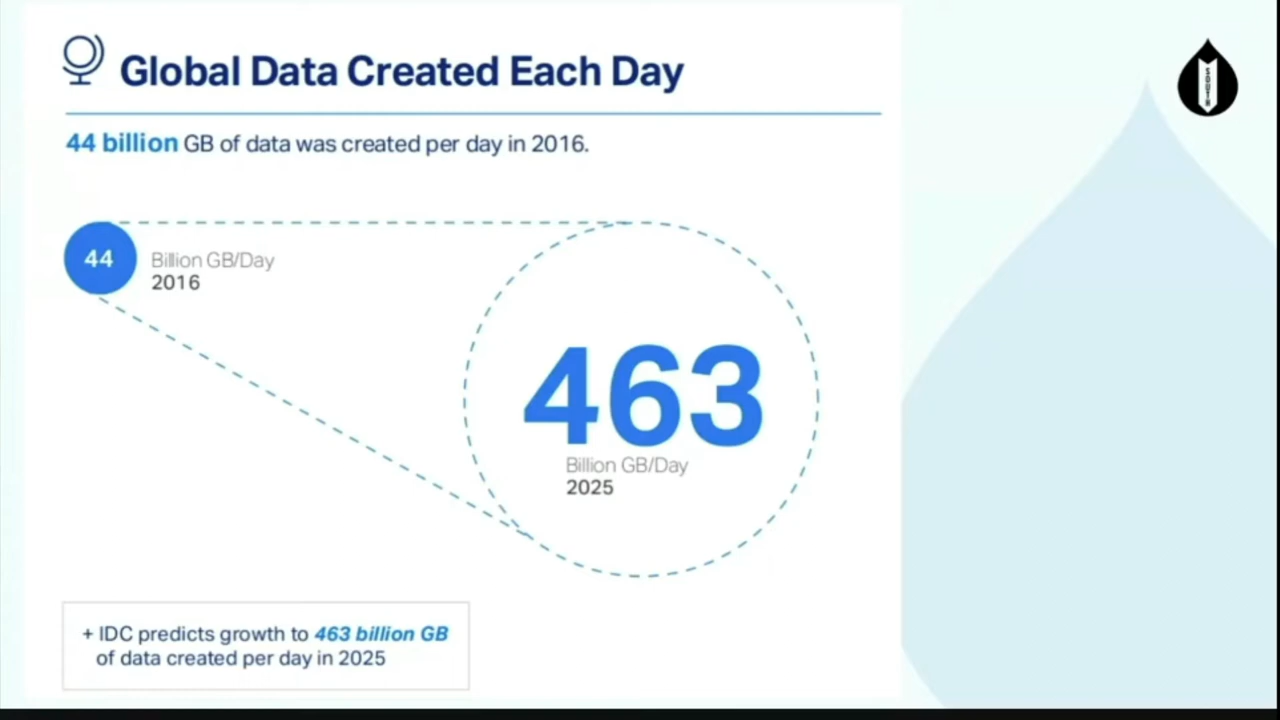 Global Data Created Each Day
44 billion GB of data was created per day in 2016.
44
Billion GB/Day
2016
463
Billion GB/Day
2025
+ IDC predicts growth to 463 billion GB
of data created per day in 2025
SOUTH